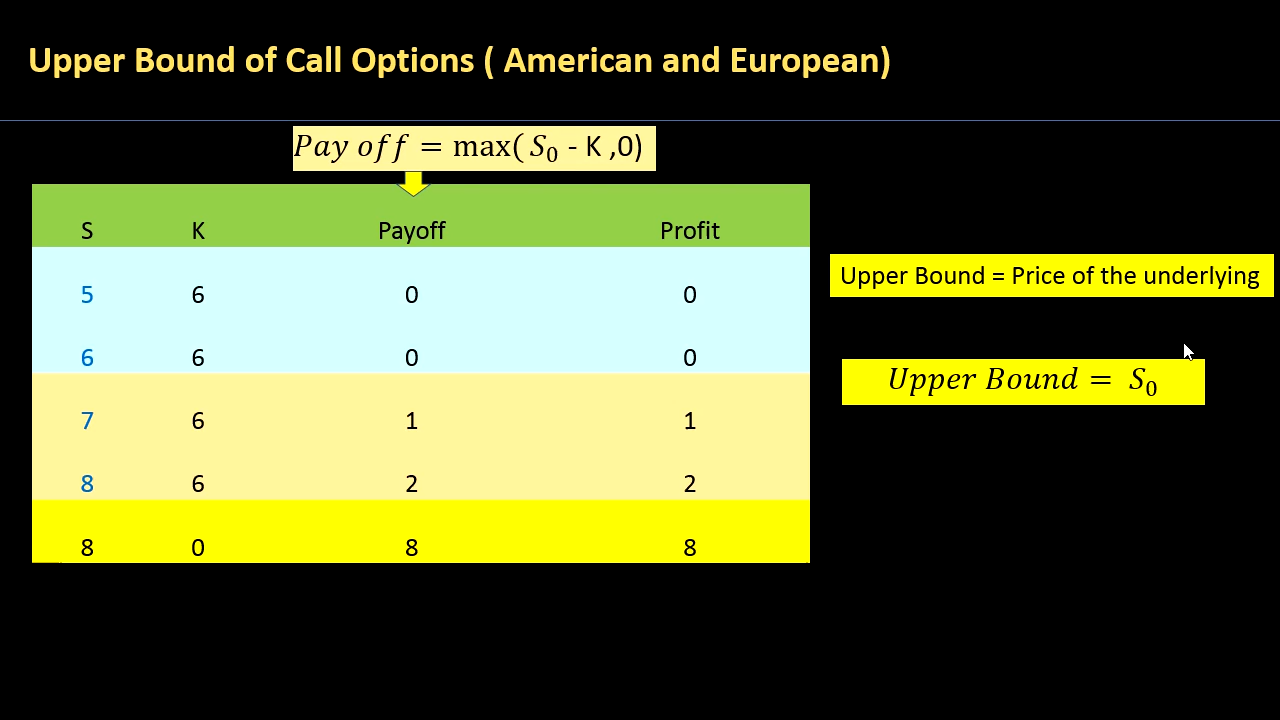 Upper Bound of Call Options ( American and European)
Pay off = max( S₀ - K ,0)
S K Payoff Profit
5 6 0 0
6 6 0 0
7 6 1 1
8 6 2 2
8 0 8 8
Upper Bound = Price of the underlying
Upper Bound = S₀